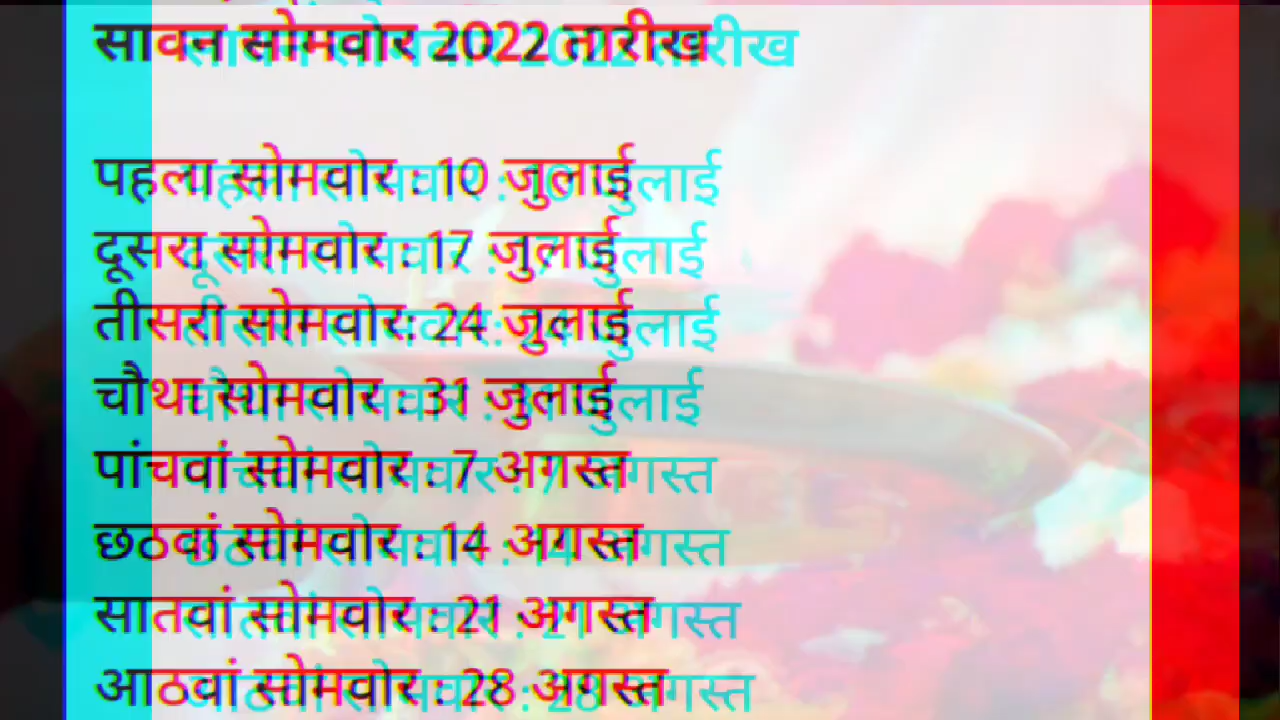 सावन सोमवार 2022 तारीख
पहला सोमवार : 10 जुलाई
दूसरा सोमवार : 17 जुलाई
तीसरा सोमवार: 24 जुलाई
चौथा सोमवार : 31 जुलाई
पांचवां सोमवार : 7 अगस्त
छठवां सोमवार : 14 अगस्त
सातवां सोमवार : 21 अगस्त
आठवां सोमवार : 28 अगस्त